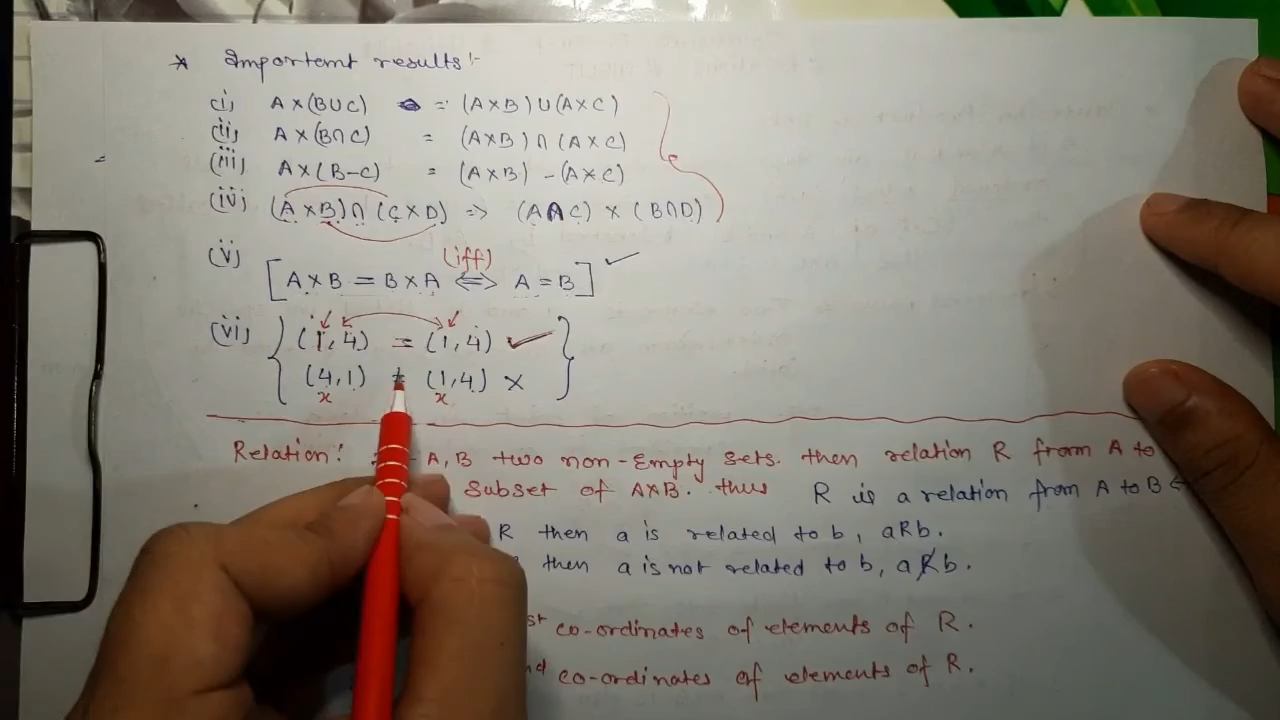 * Important results:-
(i) A×(B∪C) = (A×B)∪(A×C)
(ii) A×(B∩C) = (A×B)∩(A×C)
(iii) A×(B-C) = (A×B)-(A×C)
(iv) (A×B)∩(C×D) ⇒ (A∩C)×(B∩D)
(iff)
(v) [A×B = B×A ⇔ A=B] ✓
(vi) { (1,4) = (1,4) ✓
(4,1) ≠ (1,4) × }
x x
Relation: A, B two non-Empty sets. then relation R from A to
Subset of A×B. thus R is a relation from A to B
R then a is related to b, aRb.
then a is not related to b, aR̸b.
st co-ordinates of elements of R.
nd co-ordinates of elements of R.